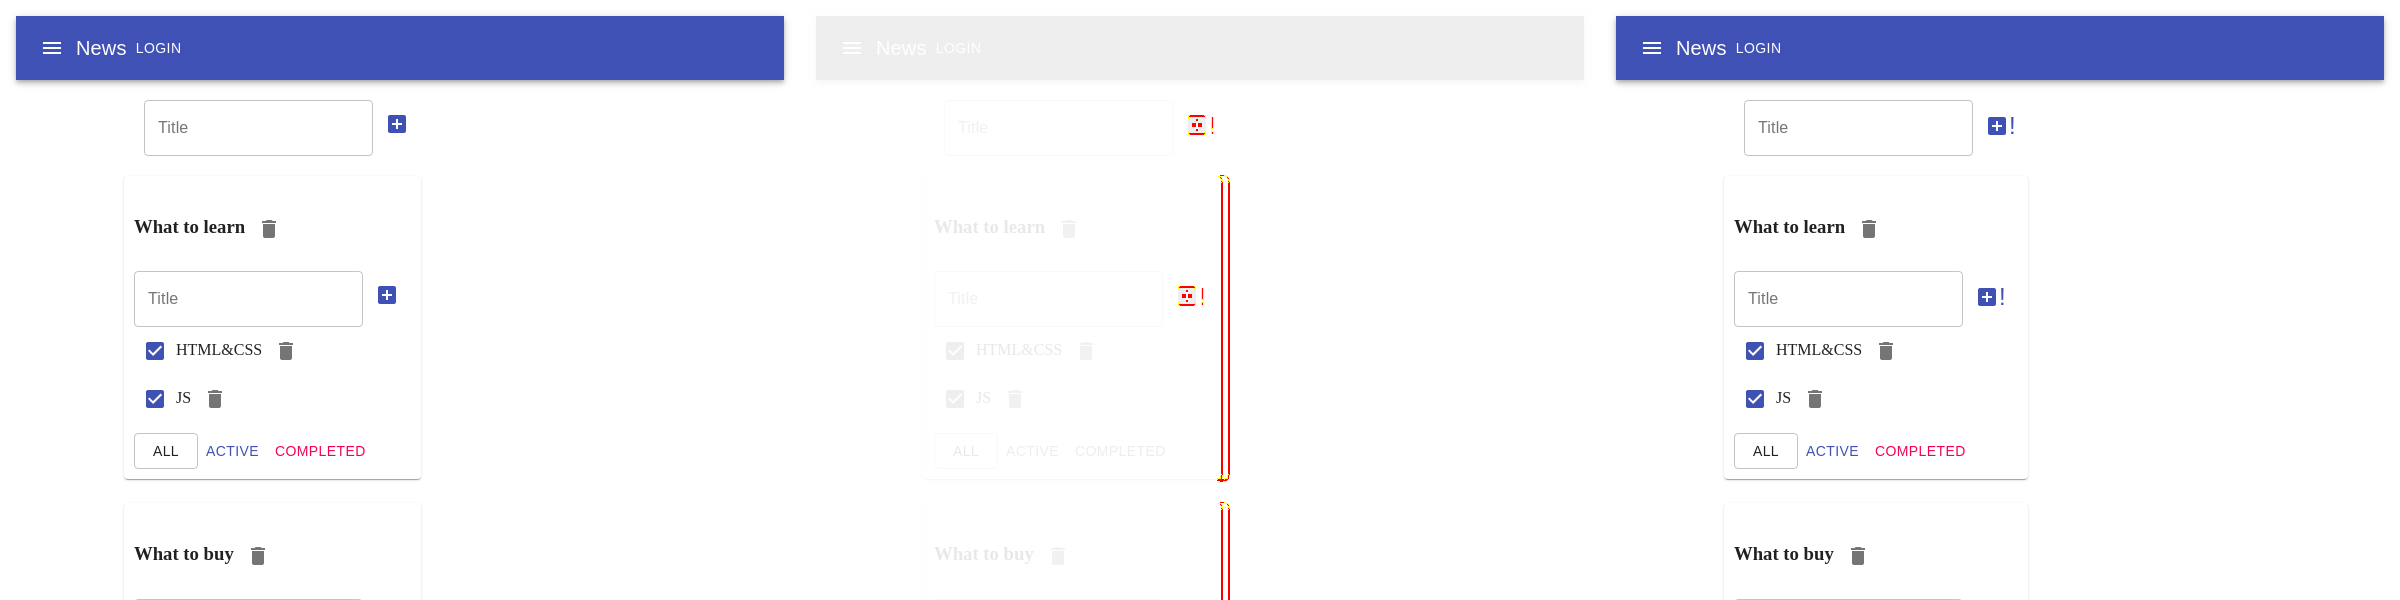 News LOGIN
Title
What to learn
Title
HTML&CSS
JS
ALL ACTIVE COMPLETED
What to buy
News LOGIN
Title !
What to learn
Title !
HTML&CSS
JS
ALL ACTIVE COMPLETED
What to buy
News LOGIN
Title !
What to learn
Title !
HTML&CSS
JS
ALL ACTIVE COMPLETED
What to buy